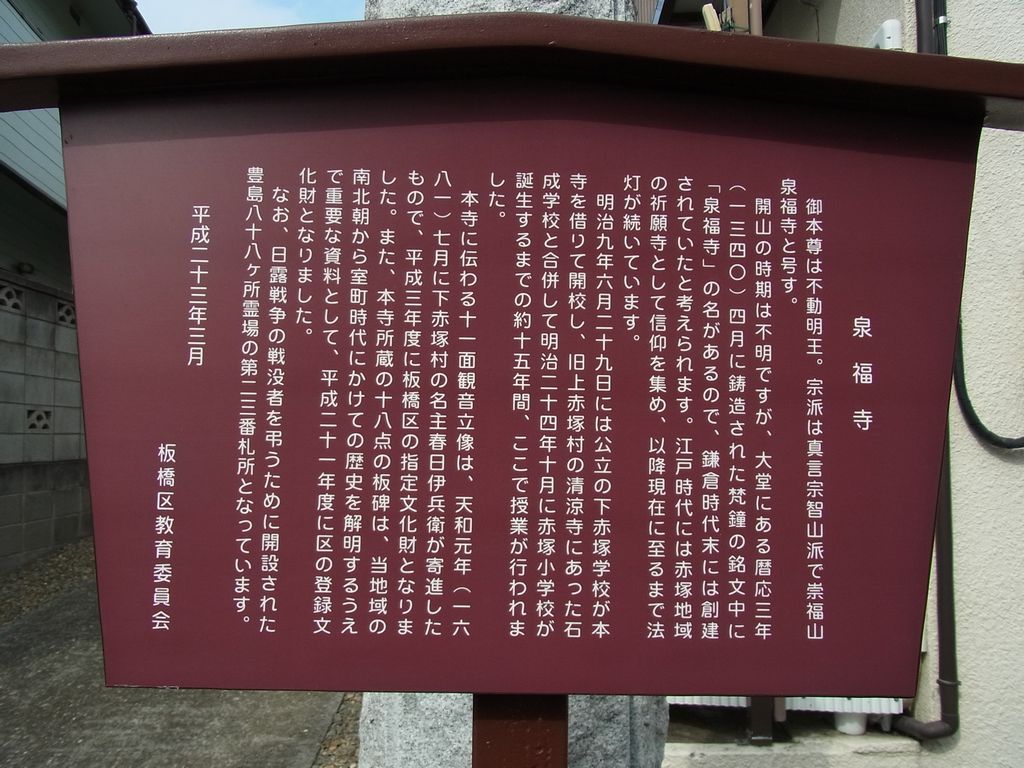 泉福寺
御本尊は不動明王。宗派は真言宗智山派で崇福山
泉福寺と号す。
開山の時期は不明ですが、大堂にある暦応三年
（一三四〇）四月に鋳造された梵鐘の銘文中に
「泉福寺」の名があるので、鎌倉時代末には創建
されていたと考えられます。江戸時代には赤塚地域
の祈願寺として信仰を集め、以降現在に至るまで法
灯が続いています。
明治九年六月二十九日には公立の下赤塚学校が本
寺を借りて開校し、旧上赤塚村の清涼寺にあった石
成学校と合併して明治二十四年十月に赤塚小学校が
誕生するまでの約十五年間、ここで授業が行われま
した。
本寺に伝わる十一面観音立像は、天和元年（一六
八一）七月に下赤塚村の名主春日伊兵衛が寄進した
もので、平成三年度に板橋区の指定文化財となりま
した。また、本寺所蔵の十八点の板碑は、当地域の
南北朝から室町時代にかけての歴史を解明するうえ
で重要な資料として、平成二十一年度に区の登録文
化財となりました。
なお、日露戦争の戦没者を弔うために開設された
豊島八十八ヶ所霊場の第二三番札所となっています。
平成二十三年三月
板橋区教育委員会